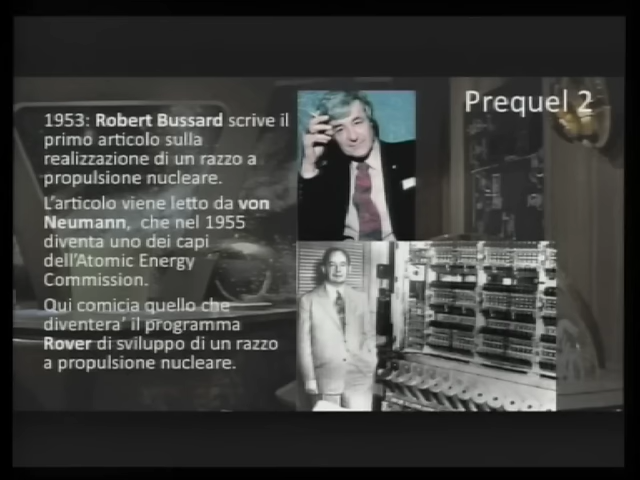 Prequel 2
1953: Robert Bussard scrive il
primo articolo sulla
realizzazione di un razzo a
propulsione nucleare.
L'articolo viene letto da von
Neumann, che nel 1955
diventa uno dei capi
dell'Atomic Energy
Commission.
Qui comicia quello che
diventera' il programma
Rover di sviluppo di un razzo
a propulsione nucleare.